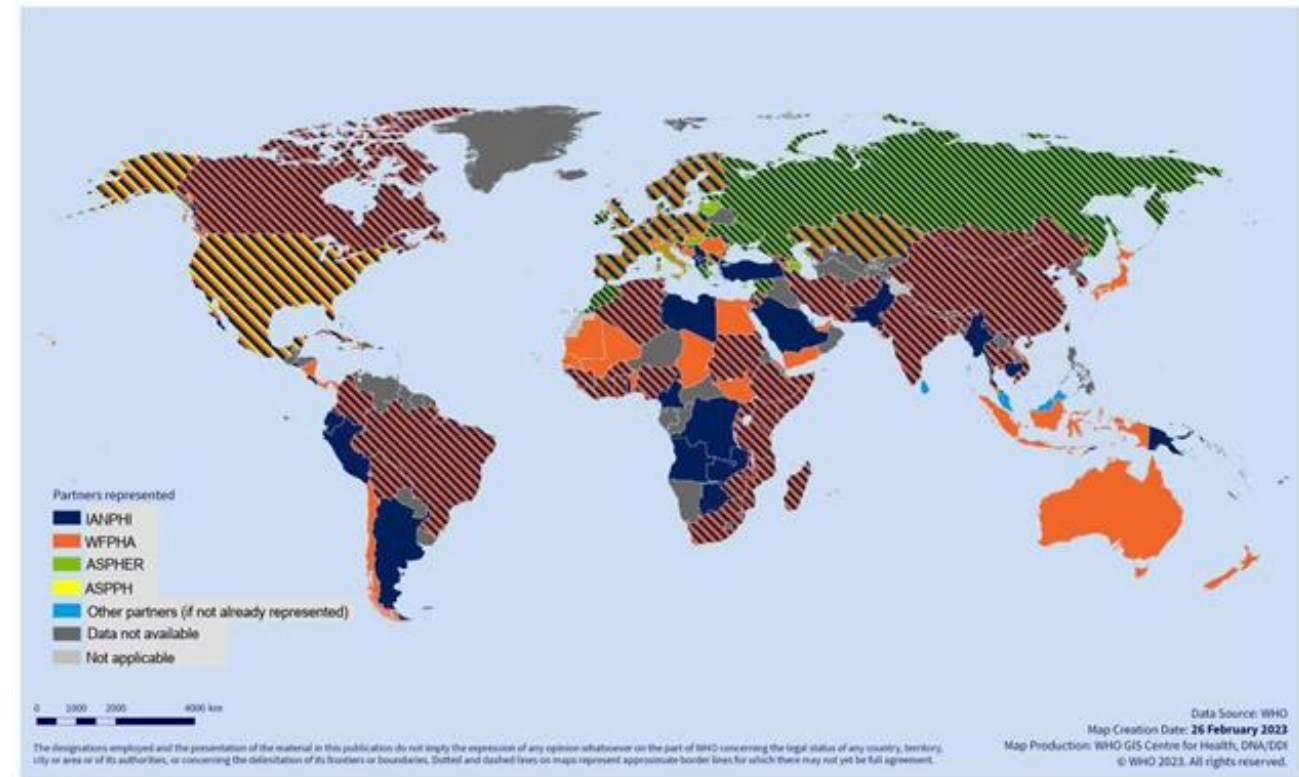 Partners represented
IANPHI
WFPHA
ASPHER
ASPPH
Other partners (if not already represented)
Data not available
Not applicable
0 1000 2000 4000 km
Data Source: WHO
Map Creation Date: 26 February 2023
Map Production: WHO GIS Centre for Health, DNA/DDI
© WHO 2023. All rights reserved.
The designations employed and the presentation of the material in this publication do not imply the expression of any opinion whatsoever on the part of WHO concerning the legal status of any country, territory,
city or area or of its authorities, or concerning the delimitation of its frontiers or boundaries. Dotted and dashed lines on maps represent approximate border lines for which there may not yet be full agreement.